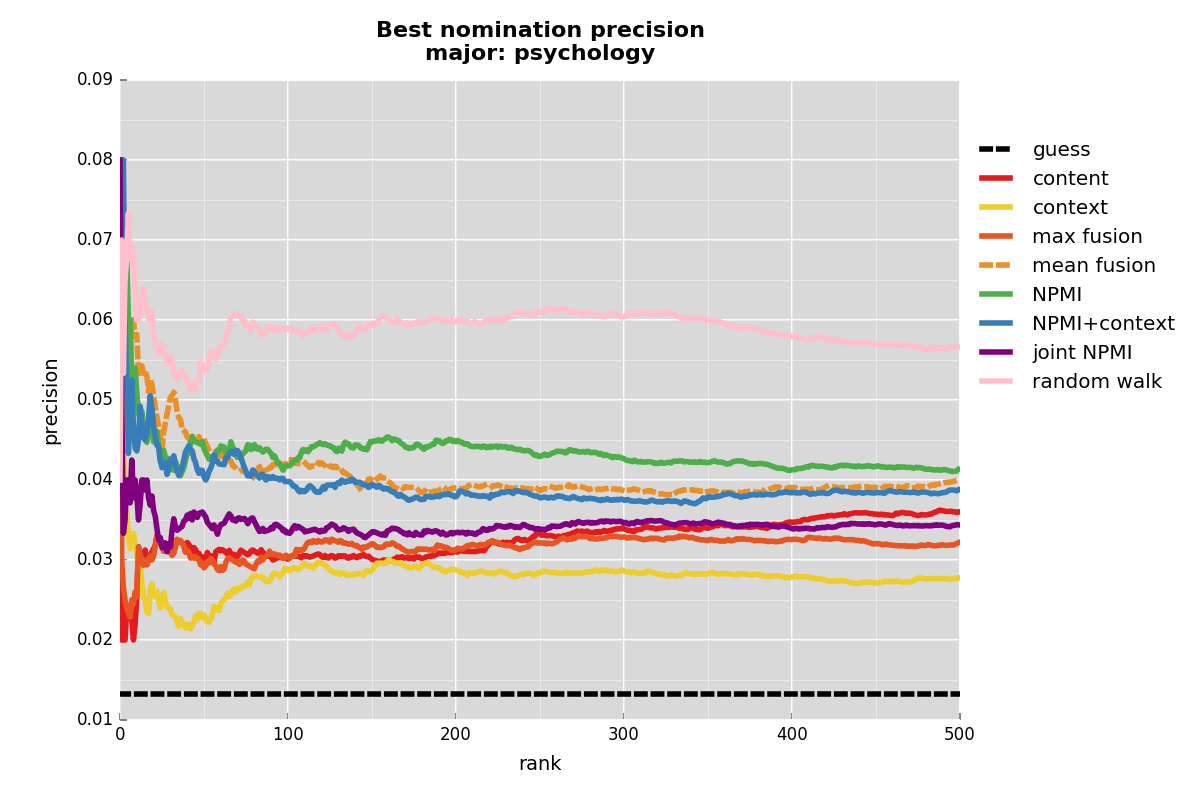 Best nomination precision
major: psychology
precision
0.09
0.08
0.07
0.06
0.05
0.04
0.03
0.02
0.01
0
100
200
300
400
500
rank
guess
content
context
max fusion
mean fusion
NPMI
NPMI+context
joint NPMI
random walk